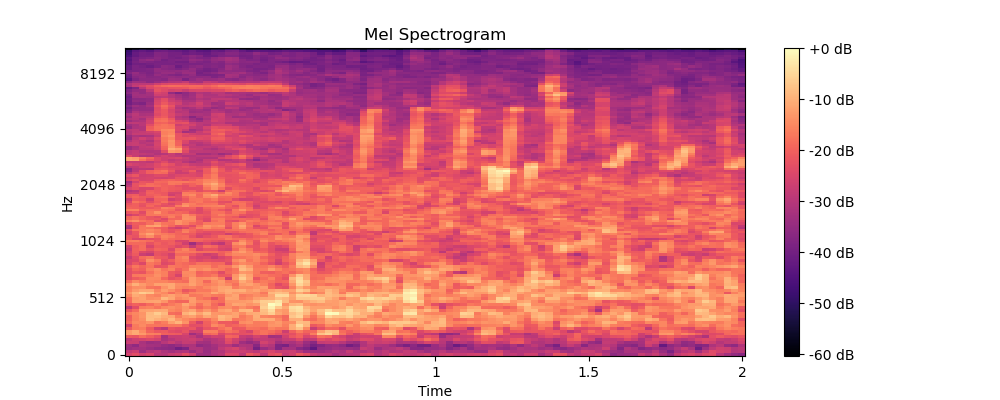 Mel Spectrogram
8192
4096
2048
1024
512
0
Hz
0
0.5
1
1.5
2
Time
+0 dB
-10 dB
-20 dB
-30 dB
-40 dB
-50 dB
-60 dB